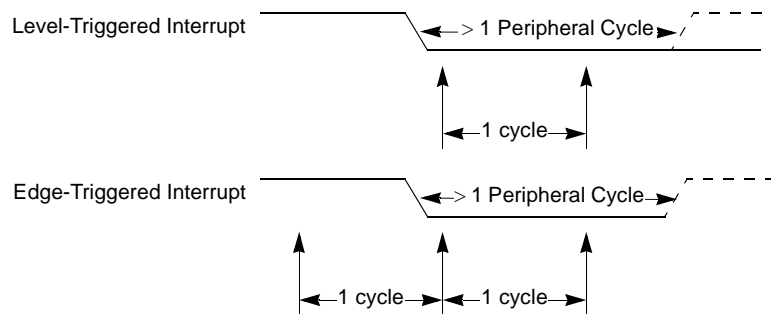 Level-Triggered Interrupt
> 1 Peripheral Cycle
1 cycle
Edge-Triggered Interrupt
> 1 Peripheral Cycle
1 cycle
1 cycle